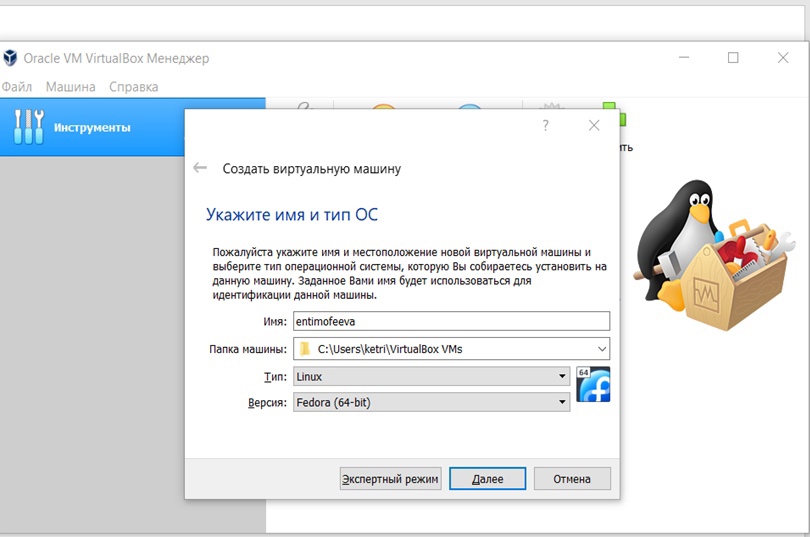 Oracle VM VirtualBox Менеджер
Файл Машина Справка
Инструменты
?
Создать виртуальную машину
Укажите имя и тип ОС
Пожалуйста укажите имя и местоположение новой виртуальной машины и
выберите тип операционной системы, которую Вы собираетесь установить на
данную машину. Заданное Вами имя будет использоваться для
идентификации данной машины.
Имя: entimofeeva
Папка машины: C:\Users\ketri\VirtualBox VMs
Тип: Linux
64
Версия: Fedora (64-bit)
Экспертный режим Далее Отмена